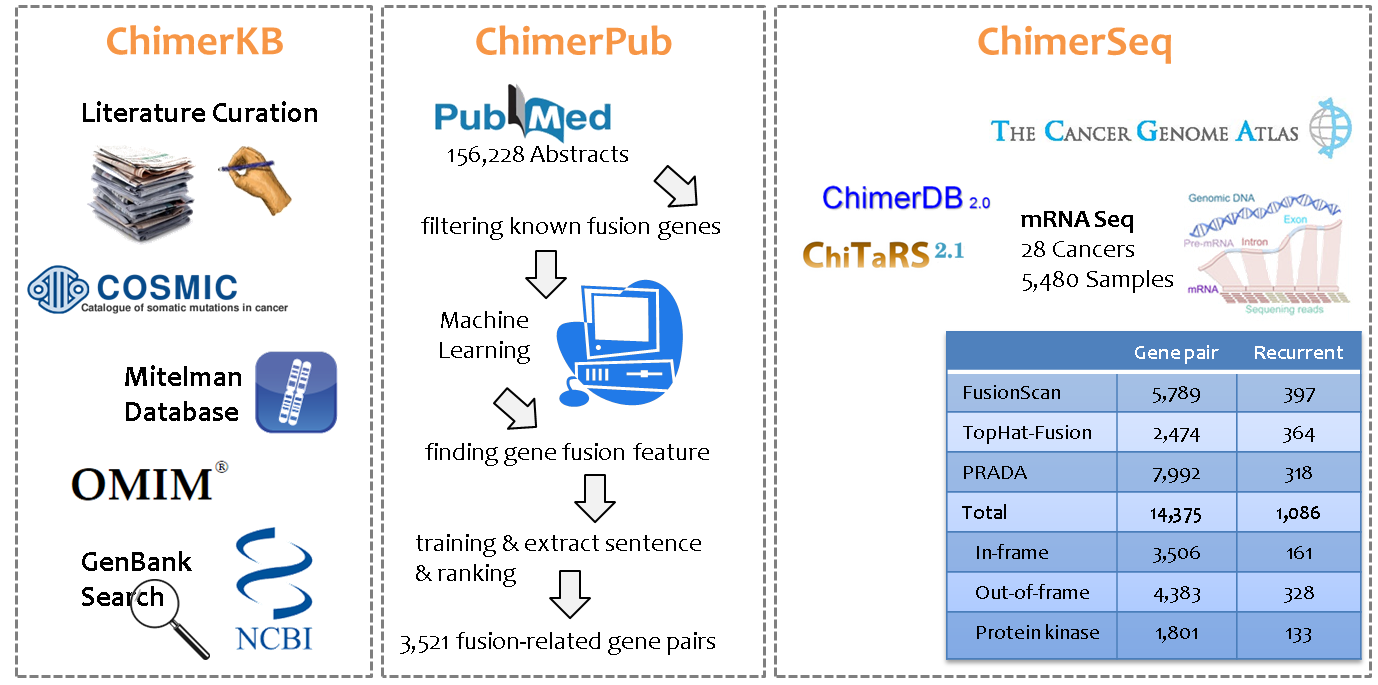 ChimerKB
Literature Curation
COSMIC
Catalogue of somatic mutations in cancer
Mitelman
Database
OMIM®
GenBank
Search
NCBI
ChimerPub
PubMed
156,228 Abstracts
filtering known fusion genes
Machine
Learning
finding gene fusion feature
training & extract sentence
& ranking
3,521 fusion-related gene pairs
ChimerSeq
THE CANCER GENOME ATLAS
ChimerDB 2.0
ChiTaRS 2.1
mRNA Seq
28 Cancers
5,480 Samples
Genomic DNA
Exon
Pre-mRNA Intron
mRNA
Sequening reads
Gene pair Recurrent
FusionScan 5,789 397
TopHat-Fusion 2,474 364
PRADA 7,992 318
Total 14,375 1,086
In-frame 3,506 161
Out-of-frame 4,383 328
Protein kinase 1,801 133